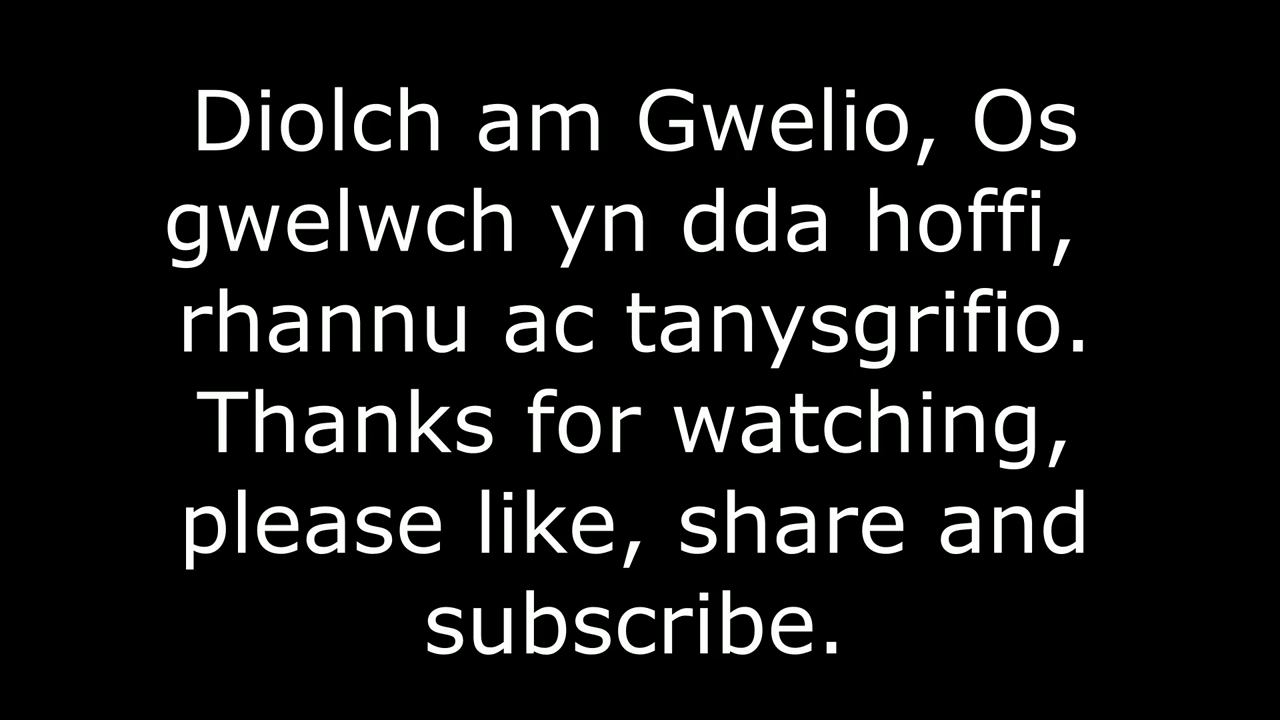 Diolch am Gwelio, Os
gwelwch yn dda hoffi,
rhannu ac tanysgrifio.
Thanks for watching,
please like, share and
subscribe.